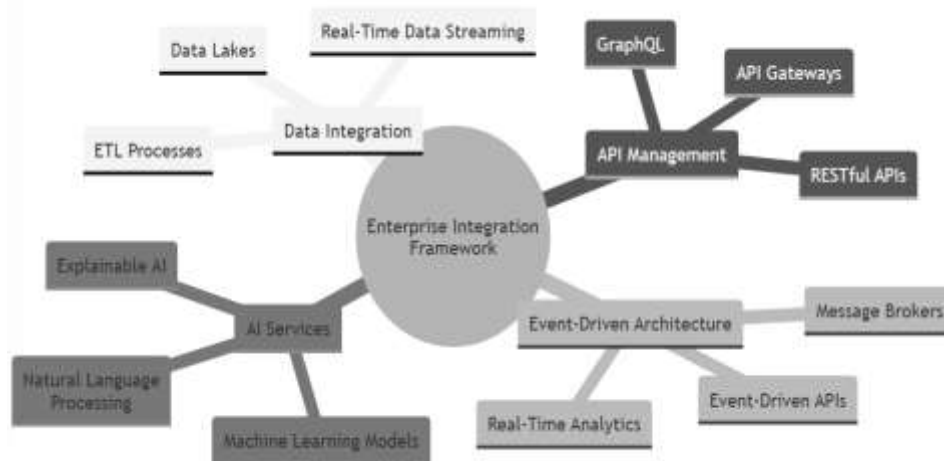 Real-Time Data Streaming
Data Lakes
ETL Processes
Data Integration
GraphQL
API Gateways
API Management
RESTful APIs
Enterprise Integration
Framework
Explainable AI
AI Services
Natural Language
Processing
Machine Learning Models
Event-Driven Architecture
Message Brokers
Event-Driven APIs
Real-Time Analytics